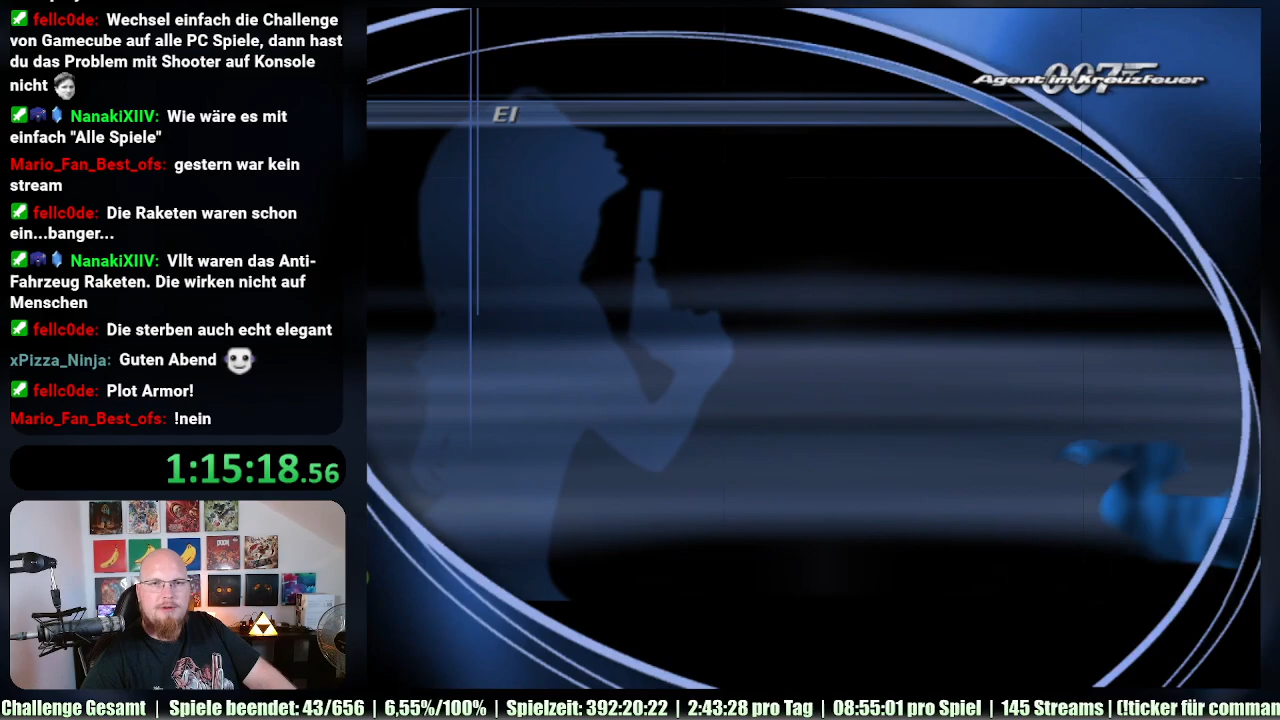 fellc0de: Wechsel einfach die Challenge
von Gamecube auf alle PC Spiele, dann hast
du das Problem mit Shooter auf Konsole
nicht
NanakiXIIV: Wie wäre es mit
einfach "Alle Spiele"
Mario_Fan_Best_ofs: gestern war kein
stream
fellc0de: Die Raketen waren schon
ein...banger...
NanakiXIIV: Vllt waren das Anti-
Fahrzeug Raketen. Die wirken nicht auf
Menschen
fellc0de: Die sterben auch echt elegant
xPIzza_Ninja: Guten Abend
fellc0de: Plot Armor!
Mario_Fan_Best_ofs: !nein
1:15:18.56
007
Agent im Kreuzfeuer
EI
Challenge Gesamt | Spiele beendet: 43/656 | 6,55%/100% | Spielzeit: 392:20:22 | 2:43:28 pro Tag | 08:55:01 pro Spiel | 145 Streams | (!ticker für comman